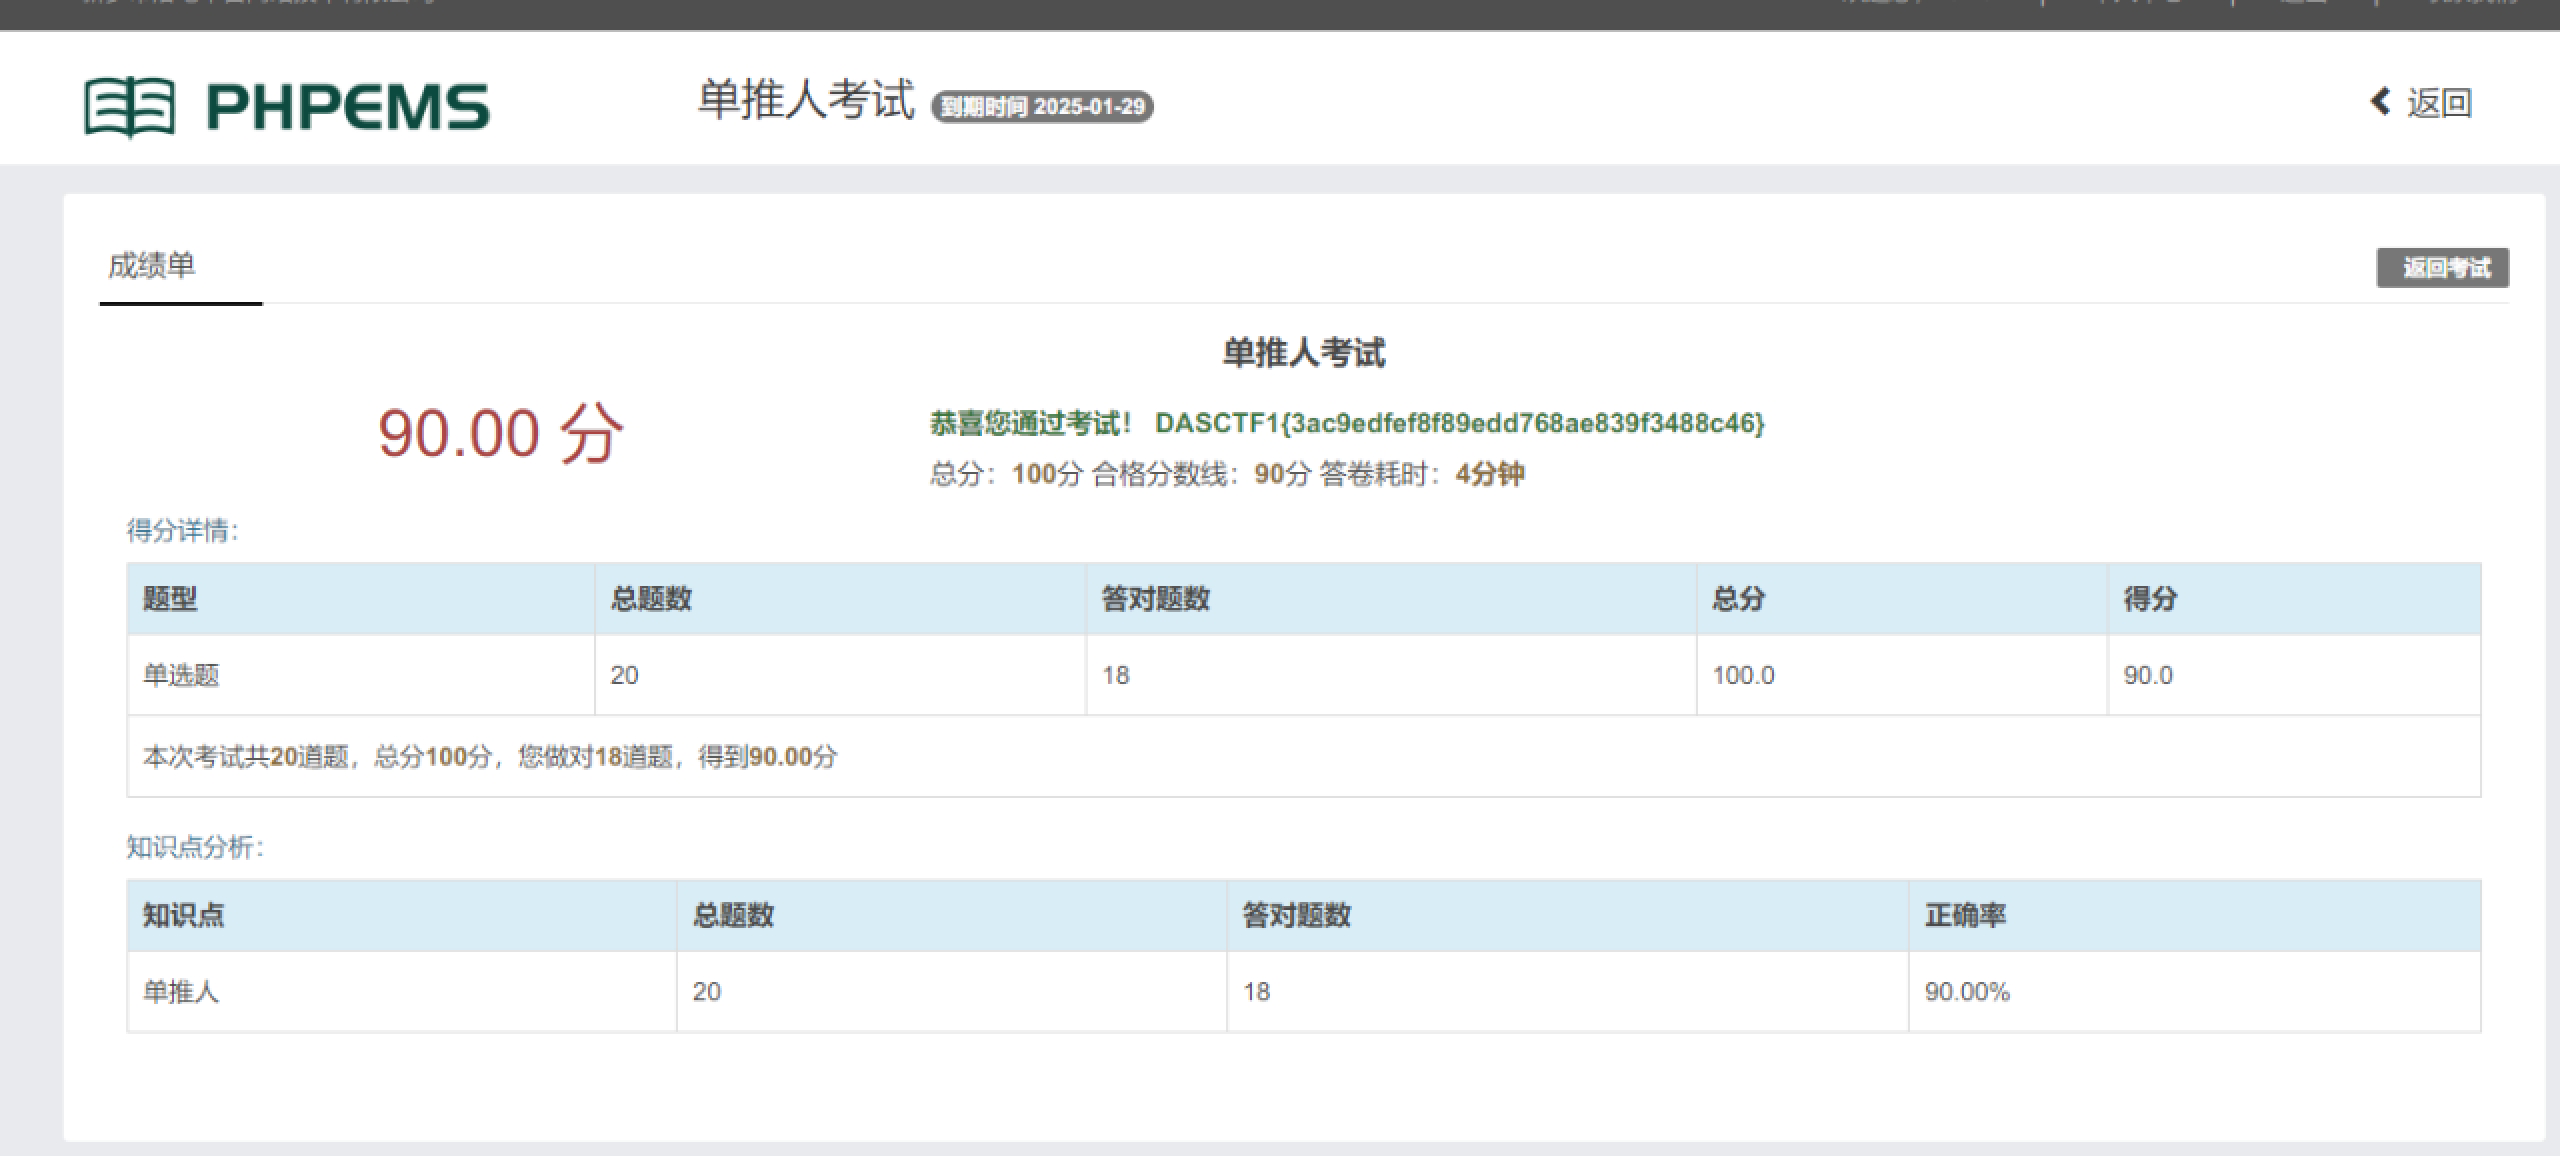 PHPEMS
单推人考试 到期时间 2025-01-29
返回
成绩单
返回考试
单推人考试
90.00 分
恭喜您通过考试！ DASCTF1{3ac9edfef8f89edd768ae839f3488c46}
总分：100分 合格分数线：90分 答卷耗时：4分钟
得分详情：
题型 总题数 答对题数 总分 得分
单选题 20 18 100.0 90.0
本次考试共20道题，总分100分，您做对18道题，得到90.00分
知识点分析：
知识点 总题数 答对题数 正确率
单推人 20 18 90.00%